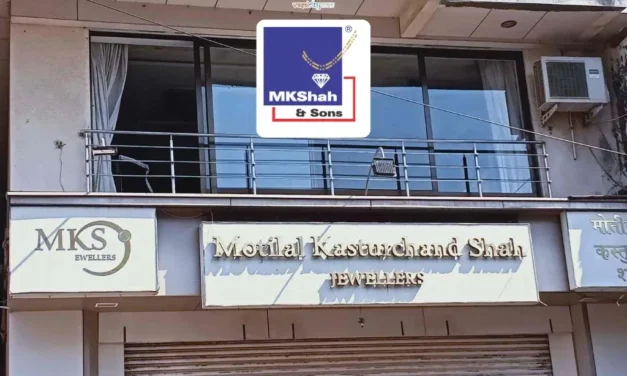 ®
MKShah
& Sons
MKS
JEWELLERS
Motilal Kasturchand Shah
JEWELLERS
मोती
कस्तु